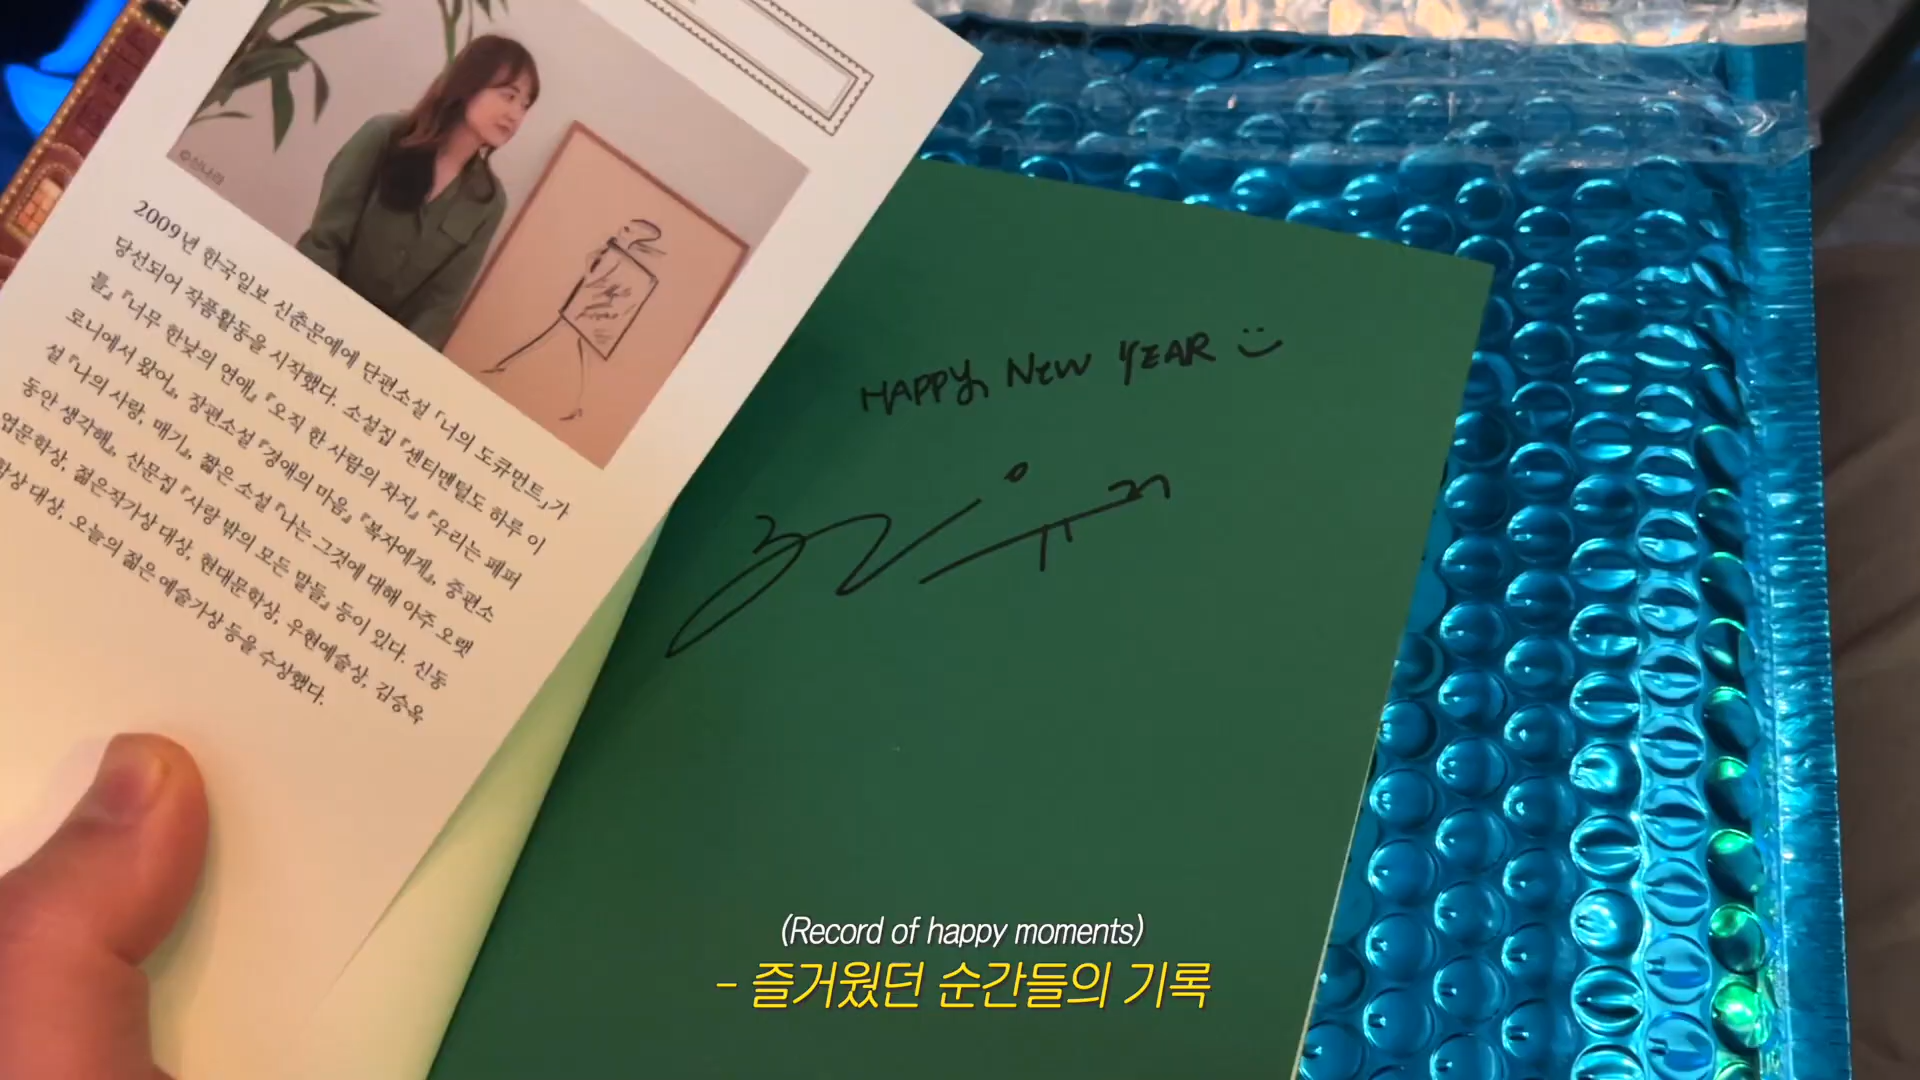 ©신나라
2009년 한국일보 신춘문예에 단편소설 「너의 도큐먼트」가
당선되어 작품활동을 시작했다. 소설집 『센티멘털도 하루 이
틀』 『너무 한낮의 연애』 『오직 한 사람의 차지』 『우리는 페퍼
로니에서 왔어』, 장편소설 『경애의 마음』 『복자에게』, 중편소
설 『나의 사랑, 매기』, 짧은 소설 『나는 그것에 대해 아주 오랫
동안 생각해』, 산문집 『사랑 밖의 모든 말들』 등이 있다. 신동
엽문학상, 젊은작가상 대상, 현대문학상, 우현예술상, 김승옥
학상 대상, 오늘의 젊은 예술가상 등을 수상했다.
HAPPY NEW YEAR
(Record of happy moments)
- 즐거웠던 순간들의 기록